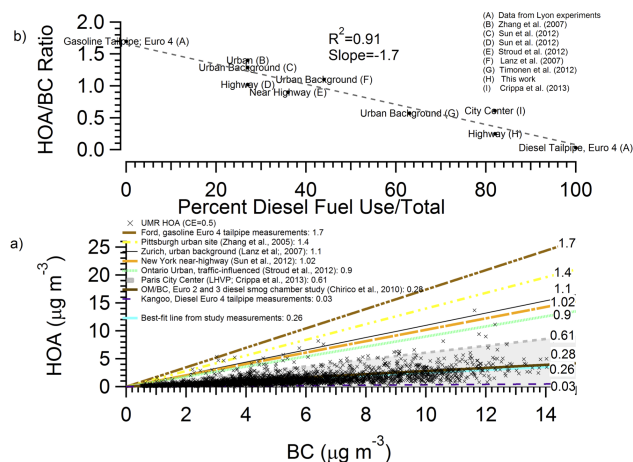 b)
HOA/BC Ratio
2.0
1.5
1.0
0.5
0.0
Gasoline Tailpipe, Euro 4 (A)
Urban (B)
Urban Background (C)
Highway (D)
Near Highway (E)
Urban Background (F)
Urban Background (G)
City Center (I)
Highway (H)
Diesel Tailpipe, Euro 4 (A)
R²=0.91
Slope=-1.7
(A) Data from Lyon experiments
(B) Zhang et al. (2007)
(C) Sun et al. (2012)
(D) Sun et al. (2012)
(E) Stroud et al. (2012)
(F) Lanz et al. (2007)
(G) Timonen et al. (2012)
(H) This work
(I) Crippa et al. (2013)
0 20 40 60 80 100
Percent Diesel Fuel Use/Total
a)
HOA (μg m⁻³)
25
20
15
10
5
0
UMR HOA (CE=0.5)
Ford, gasoline Euro 4 tailpipe measurements: 1.7
Pittsburgh urban site (Zhang et al., 2005): 1.4
Zurich, urban background (Lanz et al., 2007): 1.1
New York near-highway (Sun et al., 2012): 1.02
Ontario Urban, traffic-influenced (Stroud et al., 2012): 0.9
Paris City Center (LHVP; Crippa et al., 2013): 0.61
OM/BC, Euro 2 and 3 diesel smog chamber study (Chirico et al., 2010): 0.28
Kangoo, Diesel Euro 4 tailpipe measurements: 0.03
Best-fit line from study measurements: 0.26
1.7
1.4
1.1
1.02
0.9
0.61
0.28
0.26
0.03
0 2 4 6 8 10 12 14
BC (μg m⁻³)